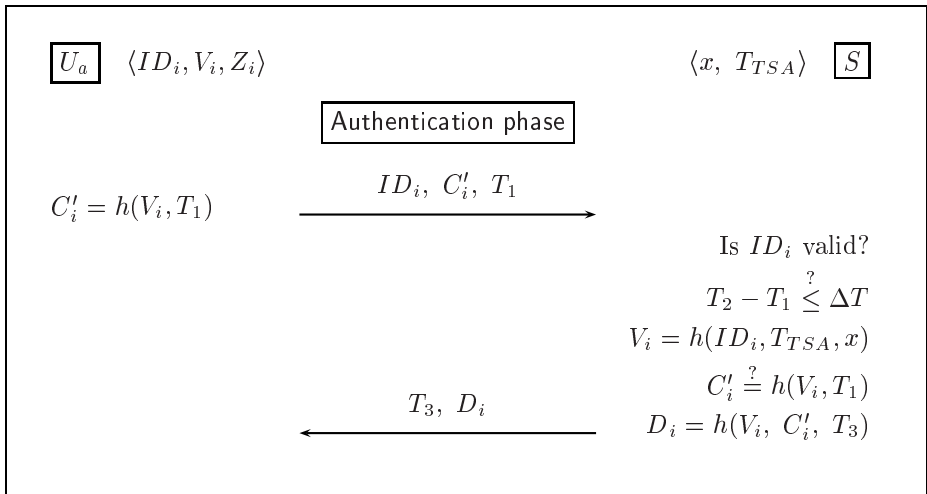 U_a ⟨ID_i, V_i, Z_i⟩ ⟨x, T_TSA⟩ S
Authentication phase
ID_i, C'_i, T_1
C'_i = h(V_i, T_1)
Is ID_i valid?
T_2 − T_1 ≤? ΔT
V_i = h(ID_i, T_TSA, x)
C'_i =? h(V_i, T_1)
T_3, D_i
D_i = h(V_i, C'_i, T_3)